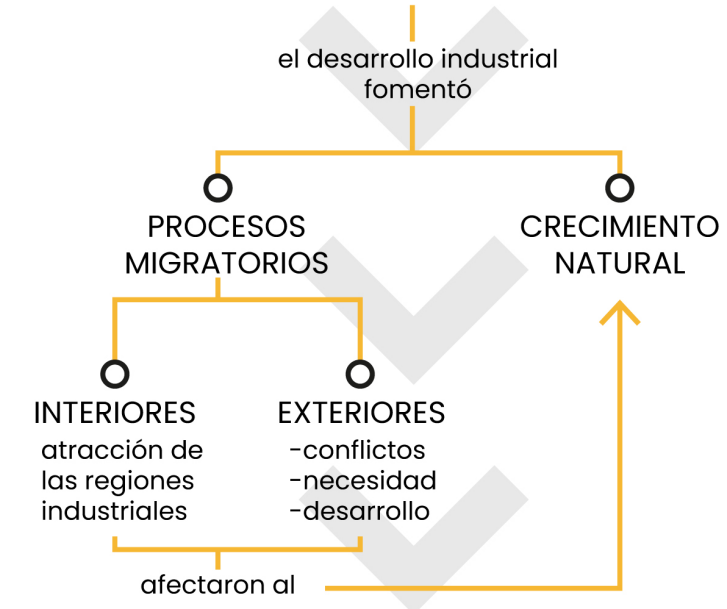 el desarrollo industrial
fomentó
PROCESOS
MIGRATORIOS
CRECIMIENTO
NATURAL
INTERIORES
atracción de
las regiones
industriales
EXTERIORES
-conflictos
-necesidad
-desarrollo
afectaron al